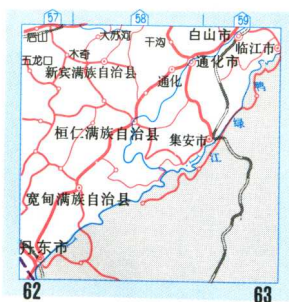 57
58
59
白山市
临江市
大苏河
干沟
岔山
木奇
五龙口
通化市
新宾满族自治县
通化
鸭
桓仁满族自治县
集安市
绿
江
宽甸满族自治县
丹东市
62
63